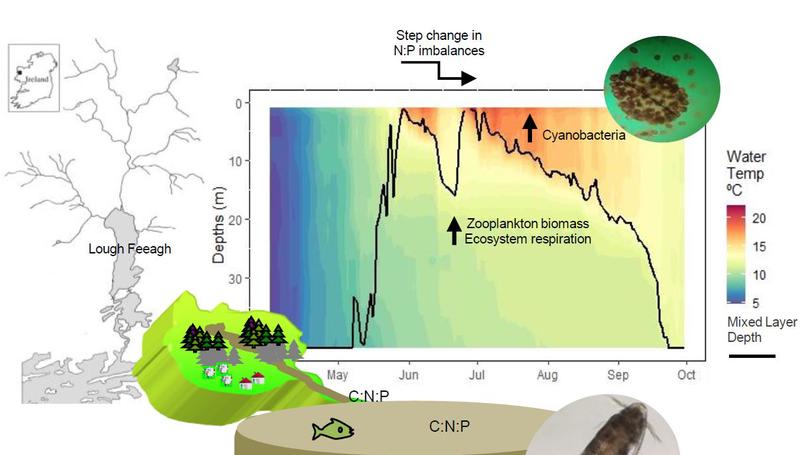 Step change in
N:P imbalances
Ireland
Lough Feeagh
Depths (m)
0
10
20
30
Cyanobacteria
Zooplankton biomass
Ecosystem respiration
May
Jun
Jul
Aug
Sep
Oct
Water
Temp
ºC
20
15
10
5
Mixed Layer
Depth
C:N:P
C:N:P